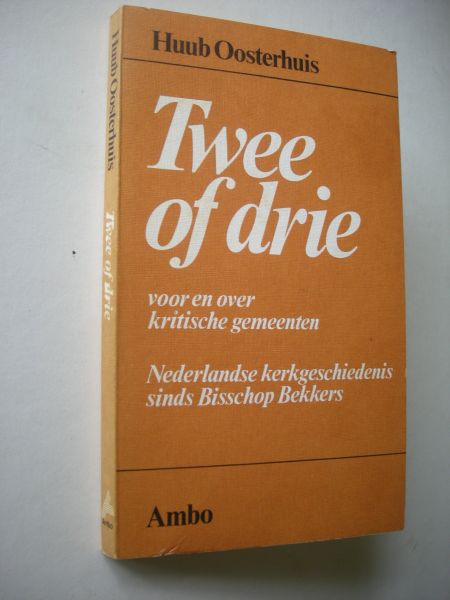 Huub Oosterhuis
Twee
of drie
voor en over
kritische gemeenten
Nederlandse kerkgeschiedenis
sinds Bisschop Bekkers
Ambo
Huub Oosterhuis
Twee of drie
Ambo